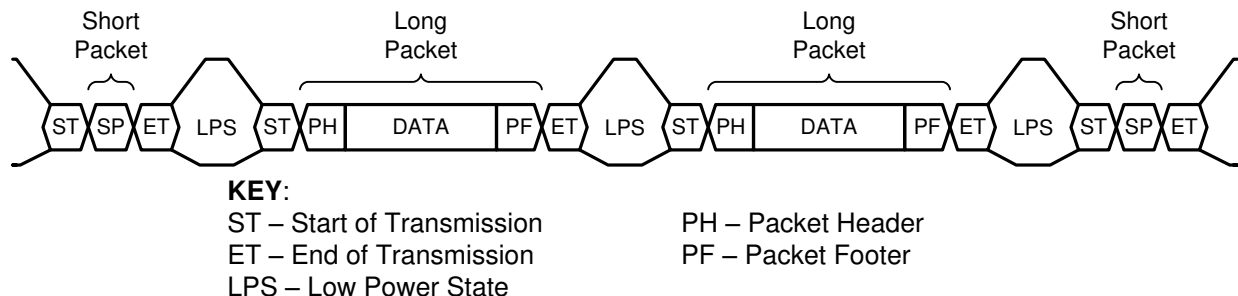 Short Packet
Long Packet
Long Packet
Short Packet
ST SP ET LPS ST PH DATA PF ET LPS ST PH DATA PF ET LPS ST SP ET
KEY:
ST – Start of Transmission
ET – End of Transmission
LPS – Low Power State
PH – Packet Header
PF – Packet Footer